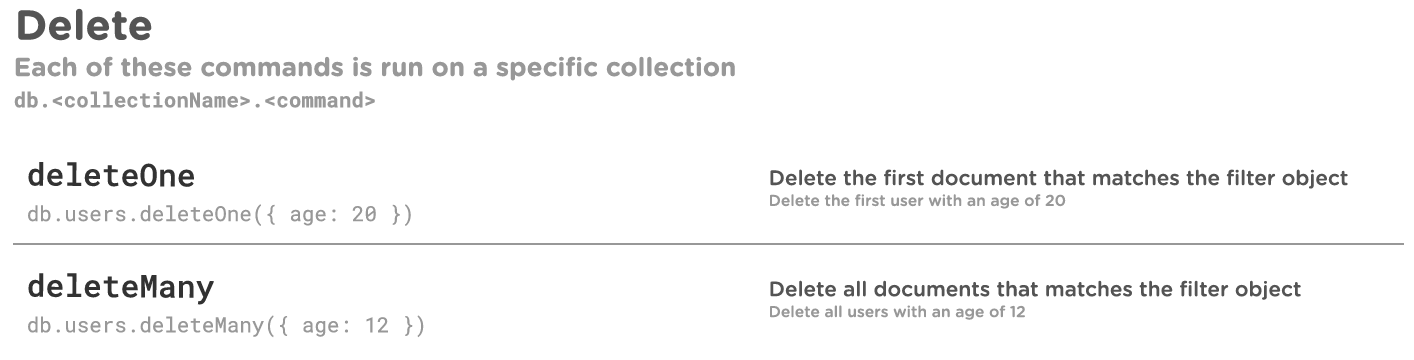 Delete
Each of these commands is run on a specific collection
db.<collectionName>.<command>
deleteOne
Delete the first document that matches the filter object
db.users.deleteOne({ age: 20 })
Delete the first user with an age of 20
deleteMany
Delete all documents that matches the filter object
db.users.deleteMany({ age: 12 })
Delete all users with an age of 12